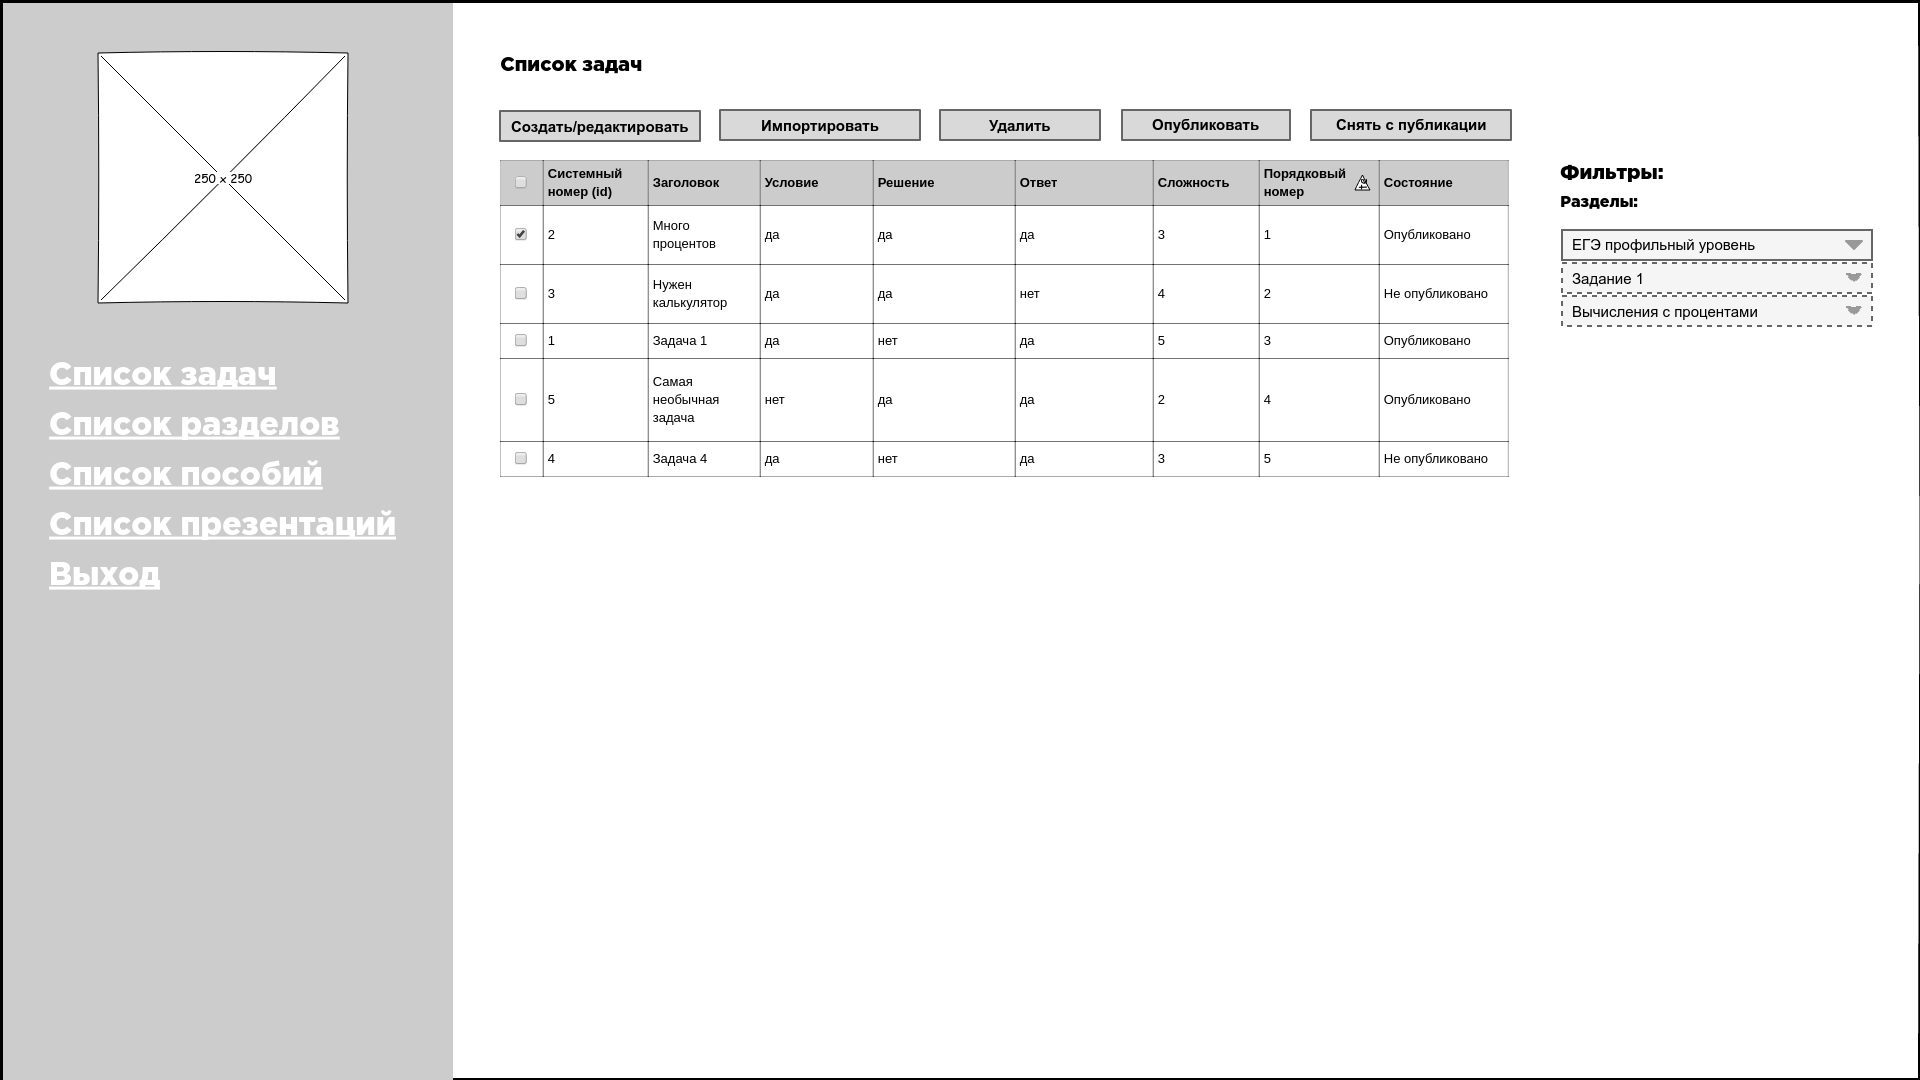 250 × 250
Список задач
Список разделов
Список пособий
Список презентаций
Выход
Список задач
Создать/редактировать Импортировать Удалить Опубликовать Снять с публикации
Системный номер (id) Заголовок Условие Решение Ответ Сложность Порядковый номер Состояние
2 Много процентов да да да 3 1 Опубликовано
3 Нужен калькулятор да да нет 4 2 Не опубликовано
1 Задача 1 да нет да 5 3 Опубликовано
5 Самая необычная задача нет да да 2 4 Опубликовано
4 Задача 4 да нет да 3 5 Не опубликовано
Фильтры:
Разделы:
ЕГЭ профильный уровень
Задание 1
Вычисления с процентами